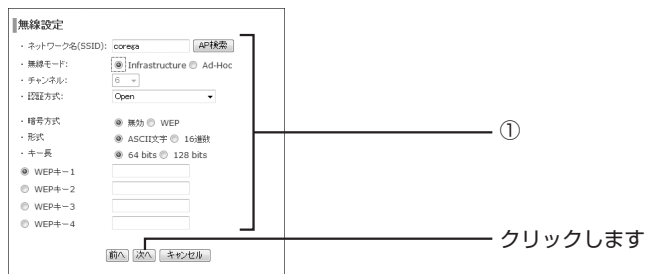 無線設定
・ ネットワーク名(SSID): corega AP検索
・ 無線モード: Infrastructure Ad-Hoc
・ チャンネル: 6
・ 認証方式: Open
・ 暗号方式 無効 WEP
・ 形式 ASCII文字 16進数
・ キー長 64 bits 128 bits
WEPキー1
WEPキー2
WEPキー3
WEPキー4
前へ 次へ キャンセル
①
クリックします